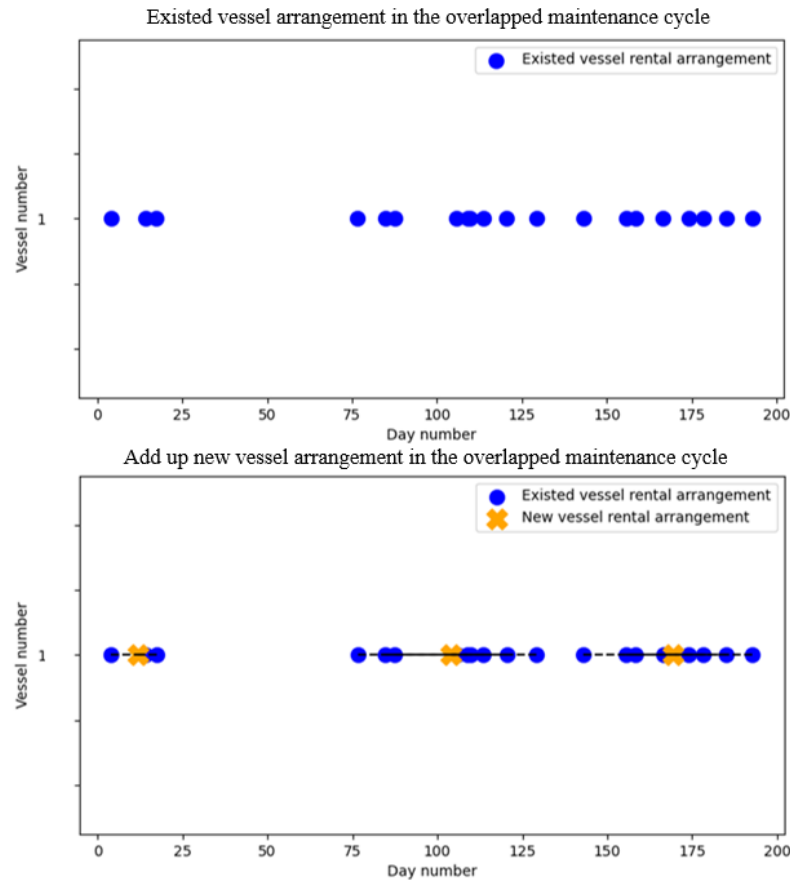 Existed vessel arrangement in the overlapped maintenance cycle
Existed vessel rental arrangement
Vessel number
1
0 25 50 75 100 125 150 175 200
Day number
Add up new vessel arrangement in the overlapped maintenance cycle
Existed vessel rental arrangement
New vessel rental arrangement
Vessel number
1
0 25 50 75 100 125 150 175 200
Day number